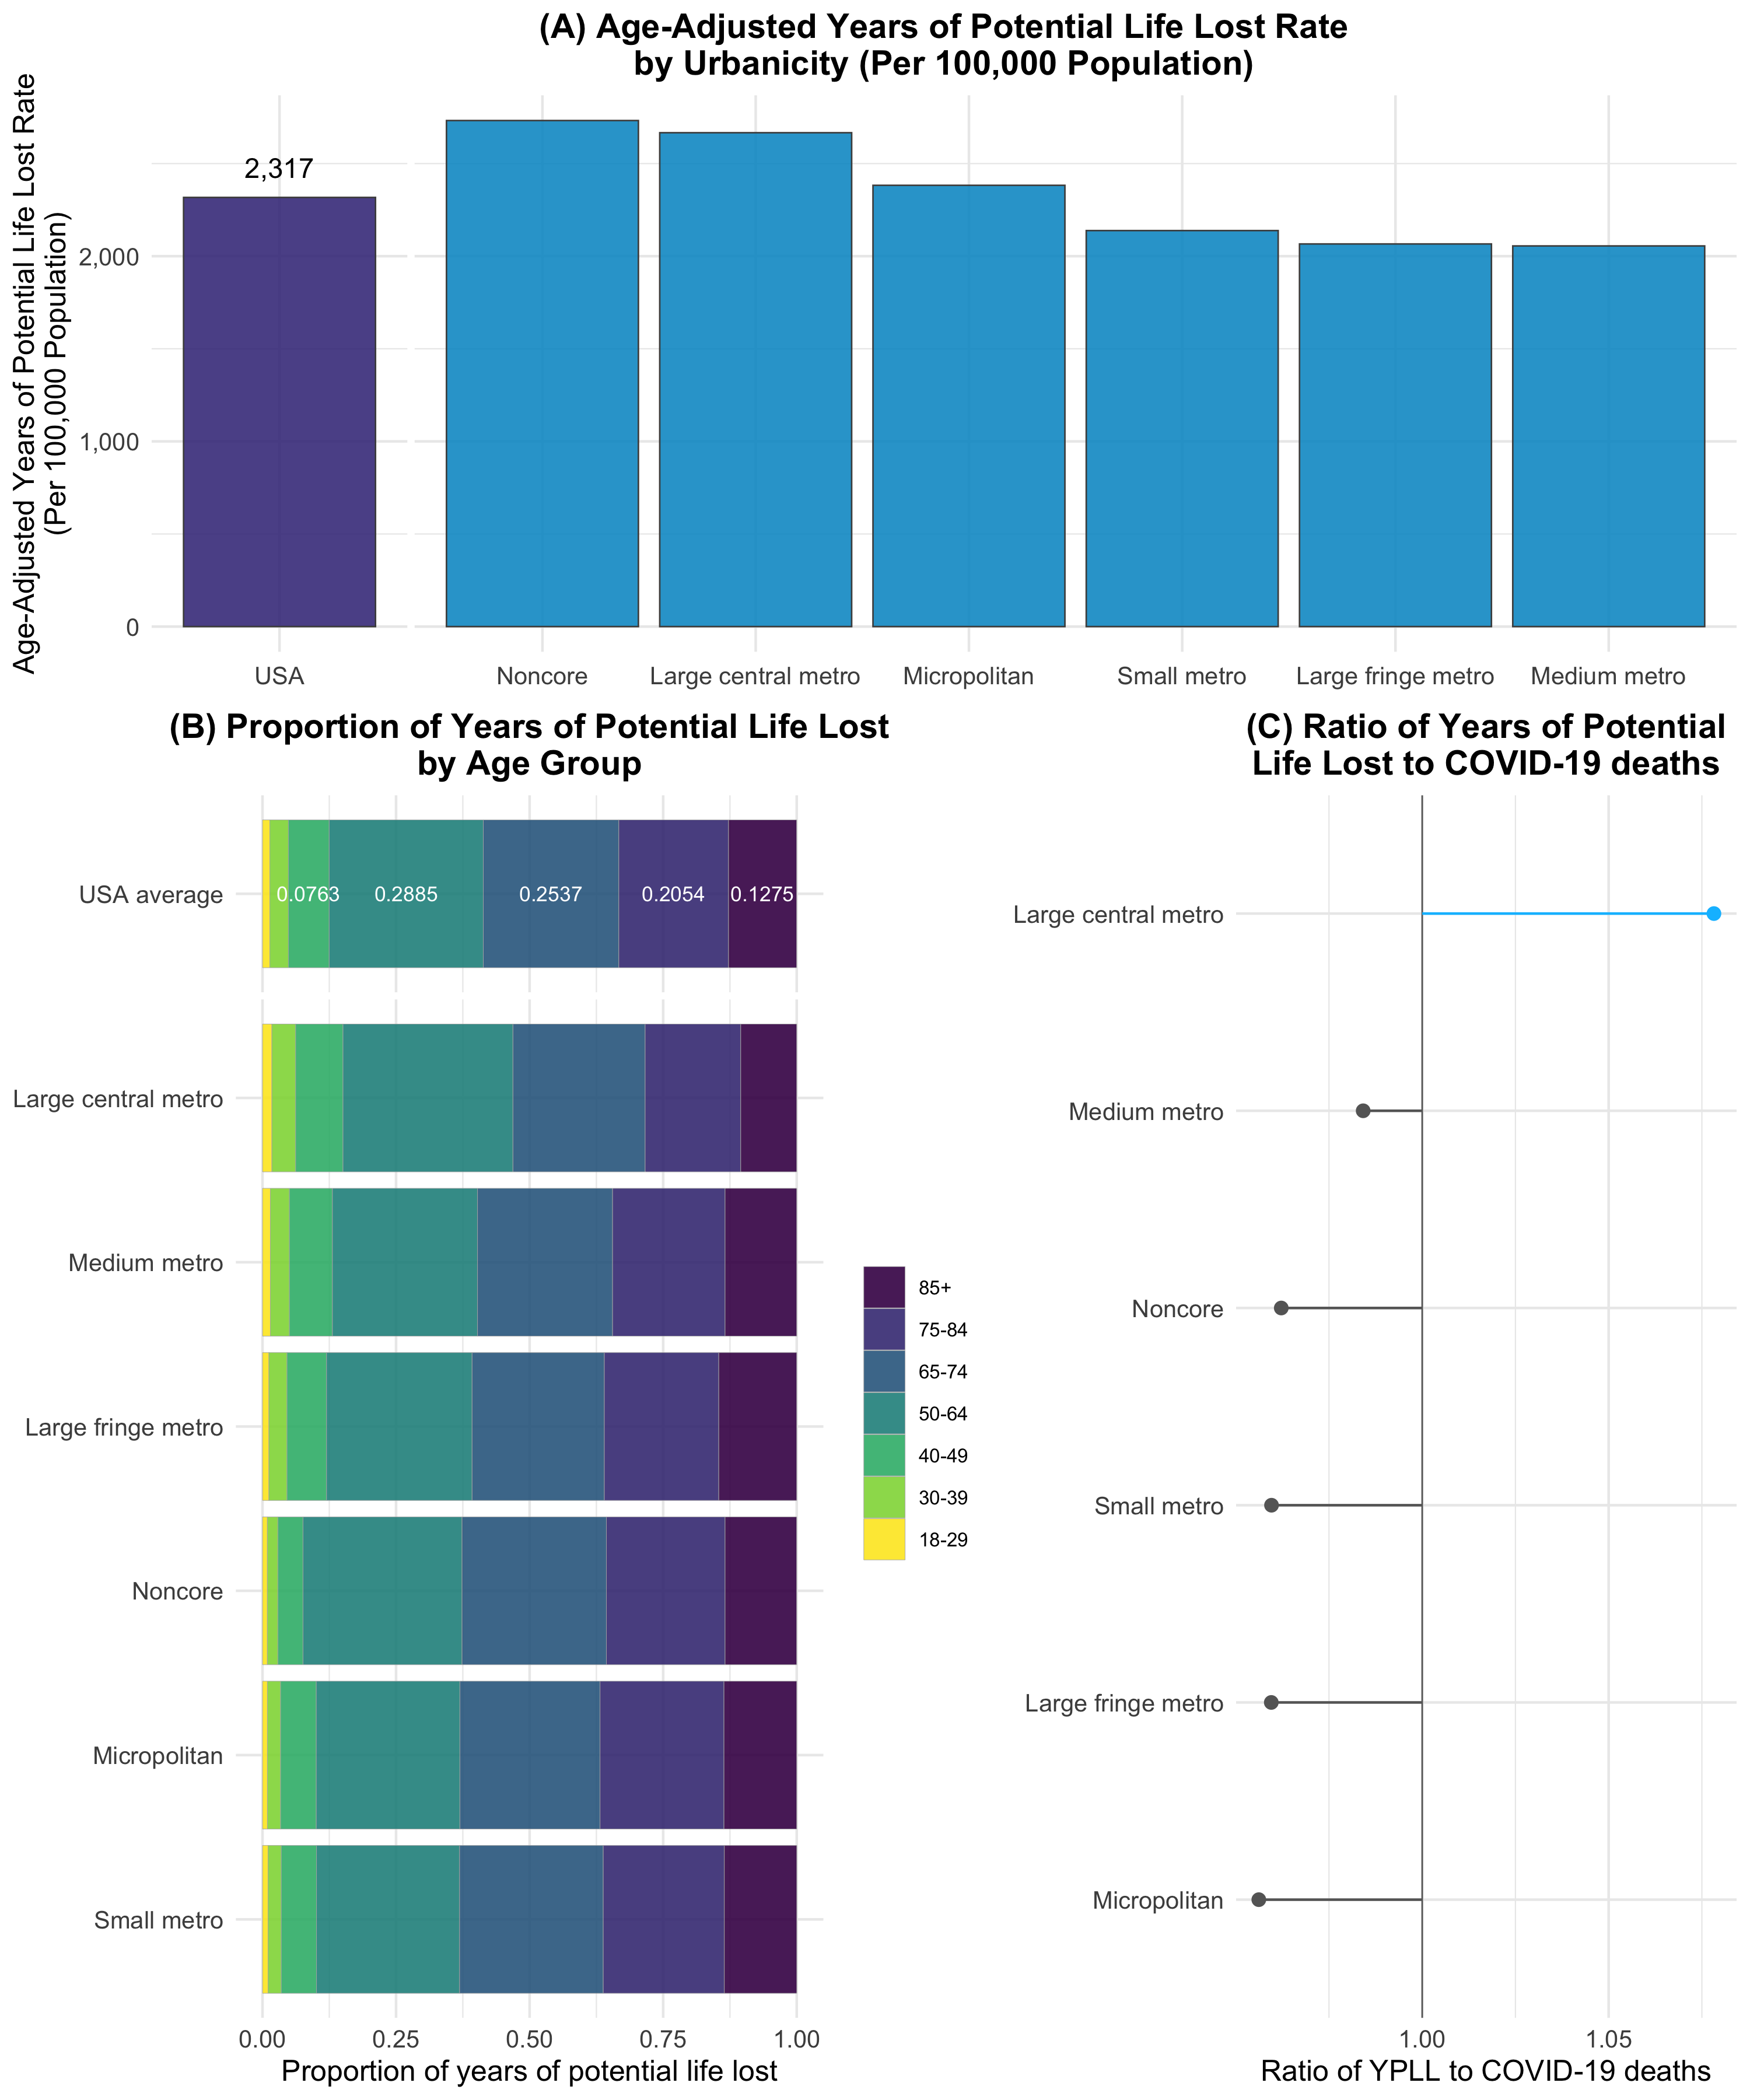 (A) Age-Adjusted Years of Potential Life Lost Rate
by Urbanicity (Per 100,000 Population)
Age-Adjusted Years of Potential Life Lost Rate
(Per 100,000 Population)
2,317
2,000
1,000
0
USA
Noncore
Large central metro
Micropolitan
Small metro
Large fringe metro
Medium metro
(B) Proportion of Years of Potential Life Lost
by Age Group
USA average
0.0763
0.2885
0.2537
0.2054
0.1275
Large central metro
Medium metro
Large fringe metro
Noncore
Micropolitan
Small metro
0.00
0.25
0.50
0.75
1.00
Proportion of years of potential life lost
85+
75-84
65-74
50-64
40-49
30-39
18-29
(C) Ratio of Years of Potential
Life Lost to COVID-19 deaths
Large central metro
Medium metro
Noncore
Small metro
Large fringe metro
Micropolitan
1.00
1.05
Ratio of YPLL to COVID-19 deaths